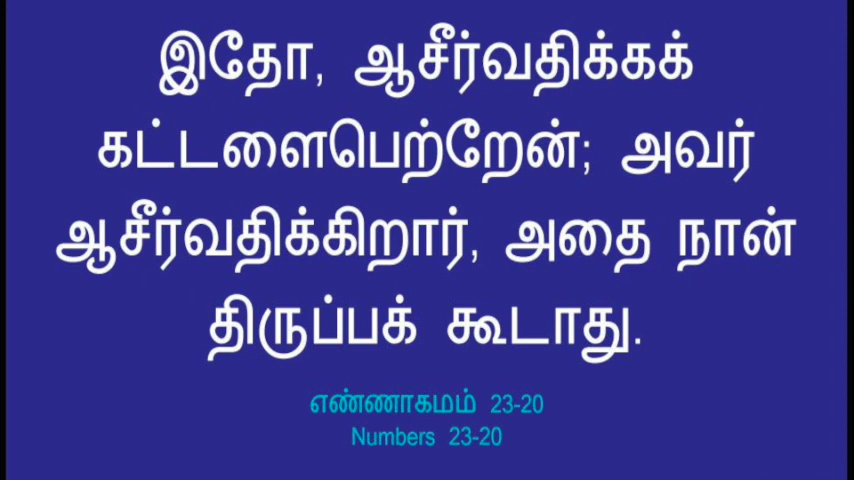 இதோ, ஆசீர்வதிக்கக்
கட்டளைபெற்றேன்; அவர்
ஆசீர்வதிக்கிறார், அதை நான்
திருப்பக் கூடாது.
எண்ணாகமம் 23-20
Numbers 23-20